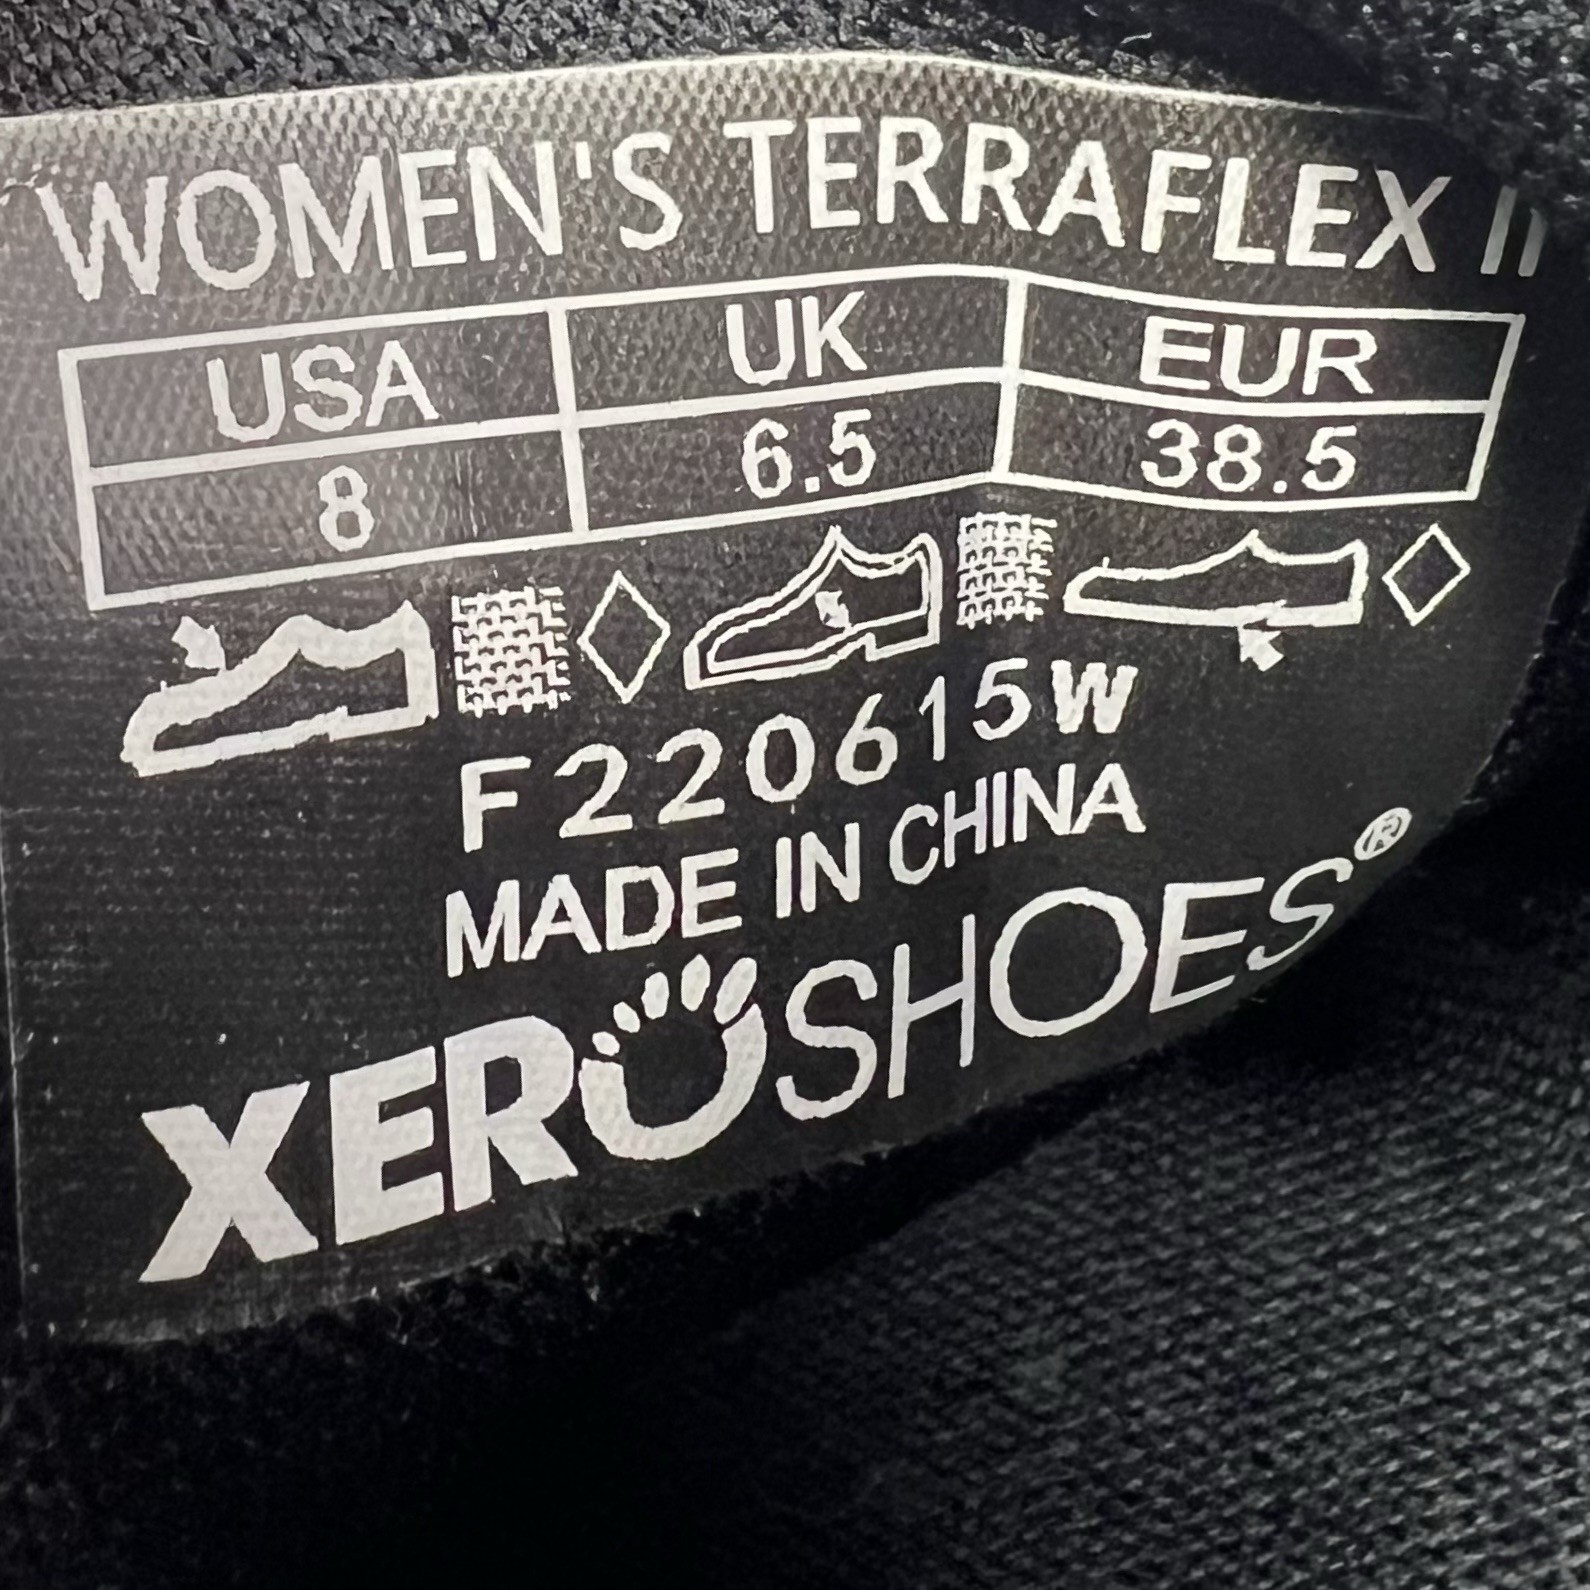 WOMEN'S TERRAFLEX II
USA UK EUR
8 6.5 38.5
F220615W
MADE IN CHINA
XEROSHOES®